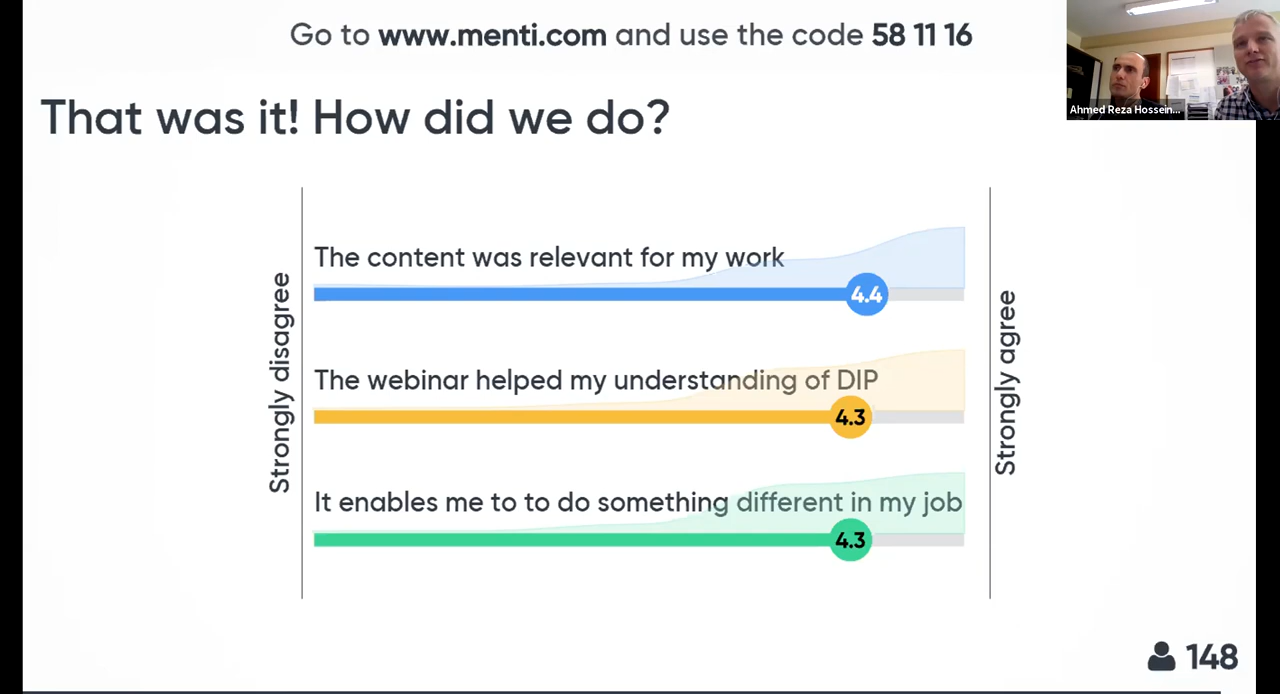 Go to www.menti.com and use the code 58 11 16
Ahmed Reza Hossein...
That was it! How did we do?
Strongly disagree
The content was relevant for my work
4.4
The webinar helped my understanding of DIP
4.3
It enables me to to do something different in my job
4.3
Strongly agree
148